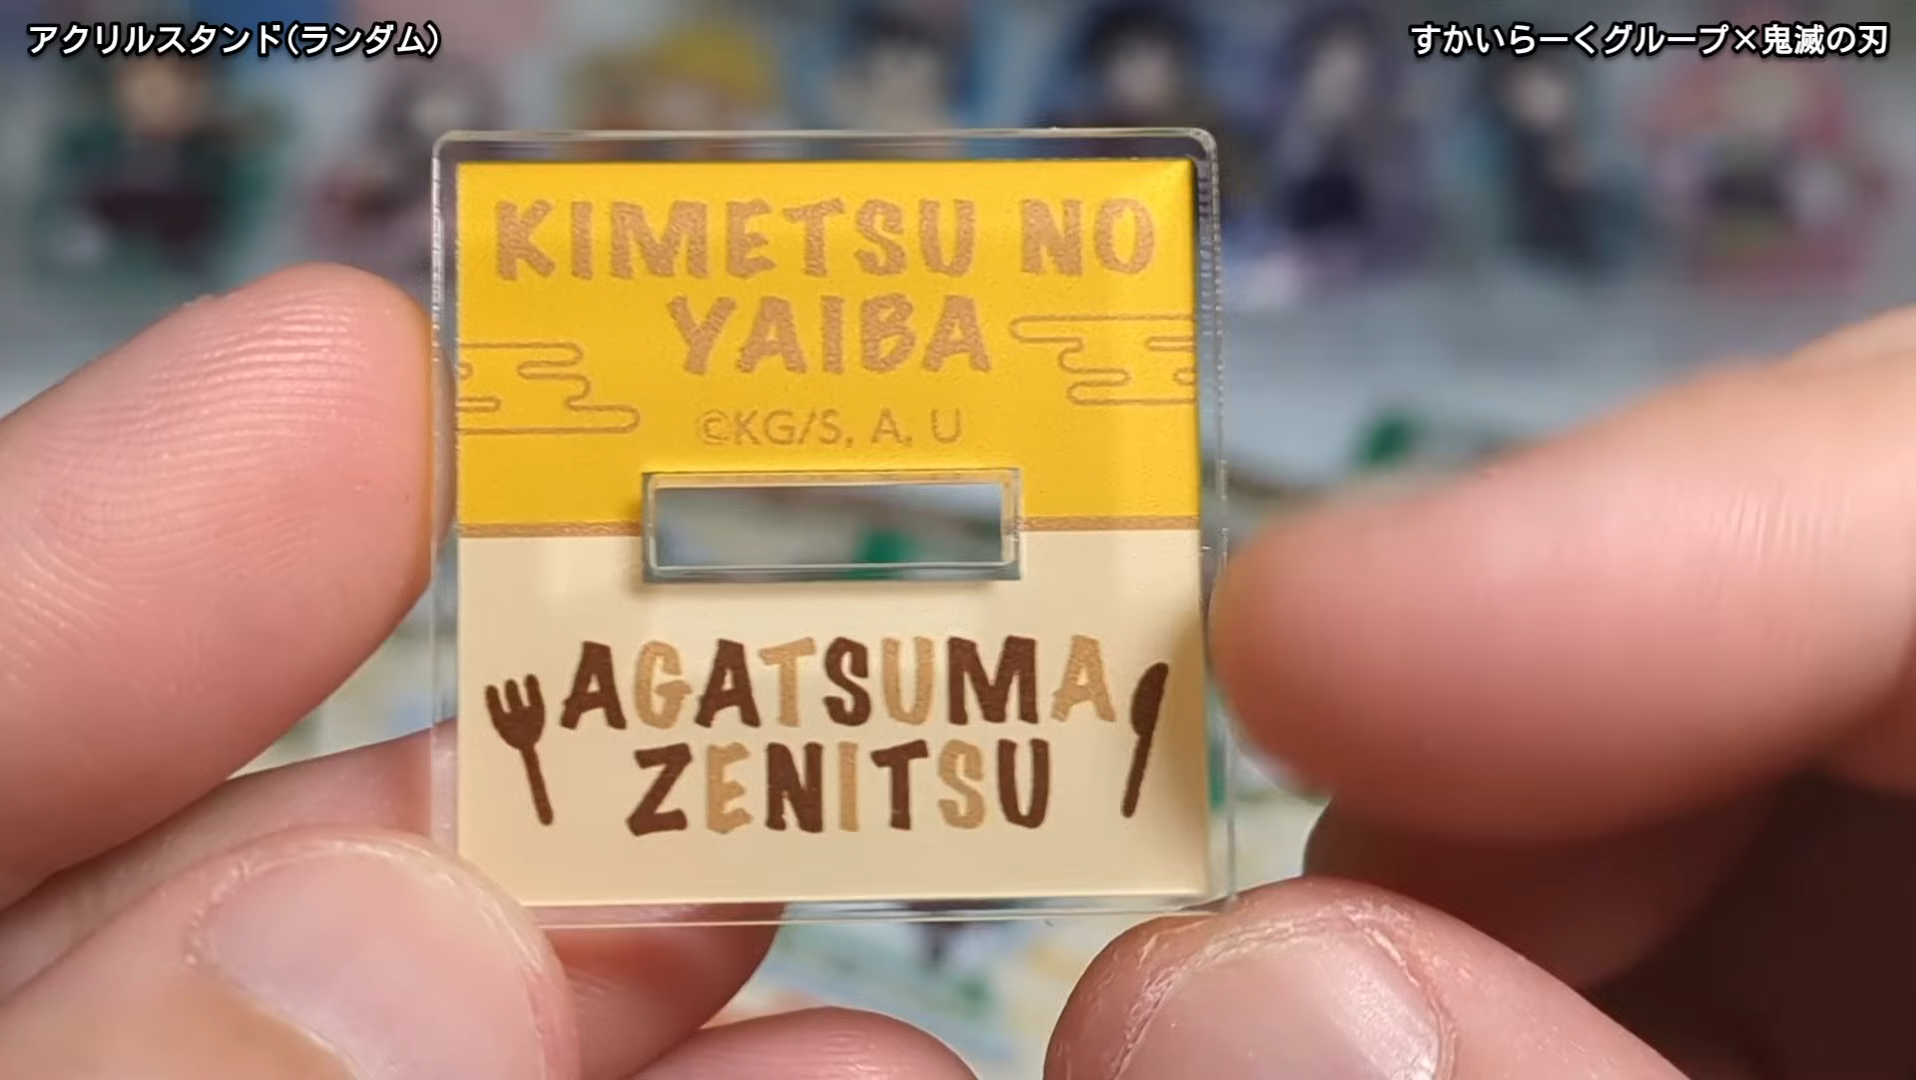 アクリルスタンド(ランダム)
すかいらーくグループ×鬼滅の刃
KIMETSU NO
YAIBA
©KG/S, A, U
AGATSUMA
ZENITSU